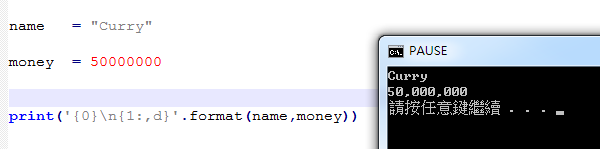 name   = "Curry"
money  = 50000000
print('{0}\n{1:,d}'.format(name,money))
PAUSE
Curry
50,000,000
請按任意鍵繼續 . . .